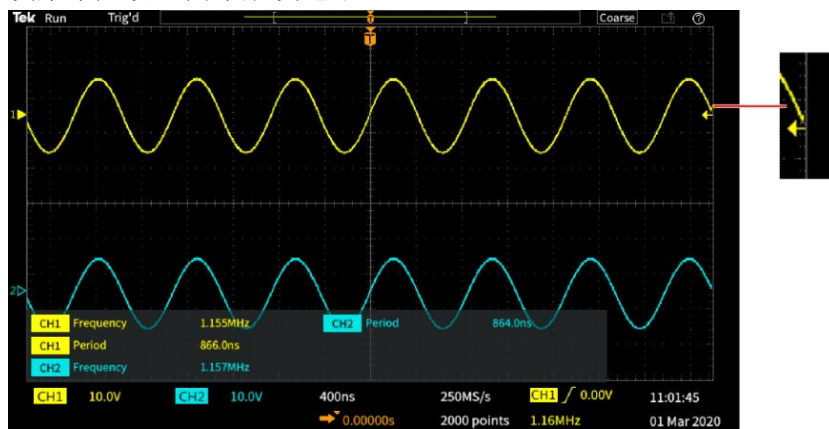 Tek Run Trig'd Coarse
T
T
1
2
CH1 Frequency 1.155MHz CH2 Period 864.0ns
CH1 Period 866.0ns
CH2 Frequency 1.157MHz
CH1 10.0V CH2 10.0V 400ns 250MS/s CH1 0.00V 11:01:45
0.00000s 2000 points 1.16MHz 01 Mar 2020